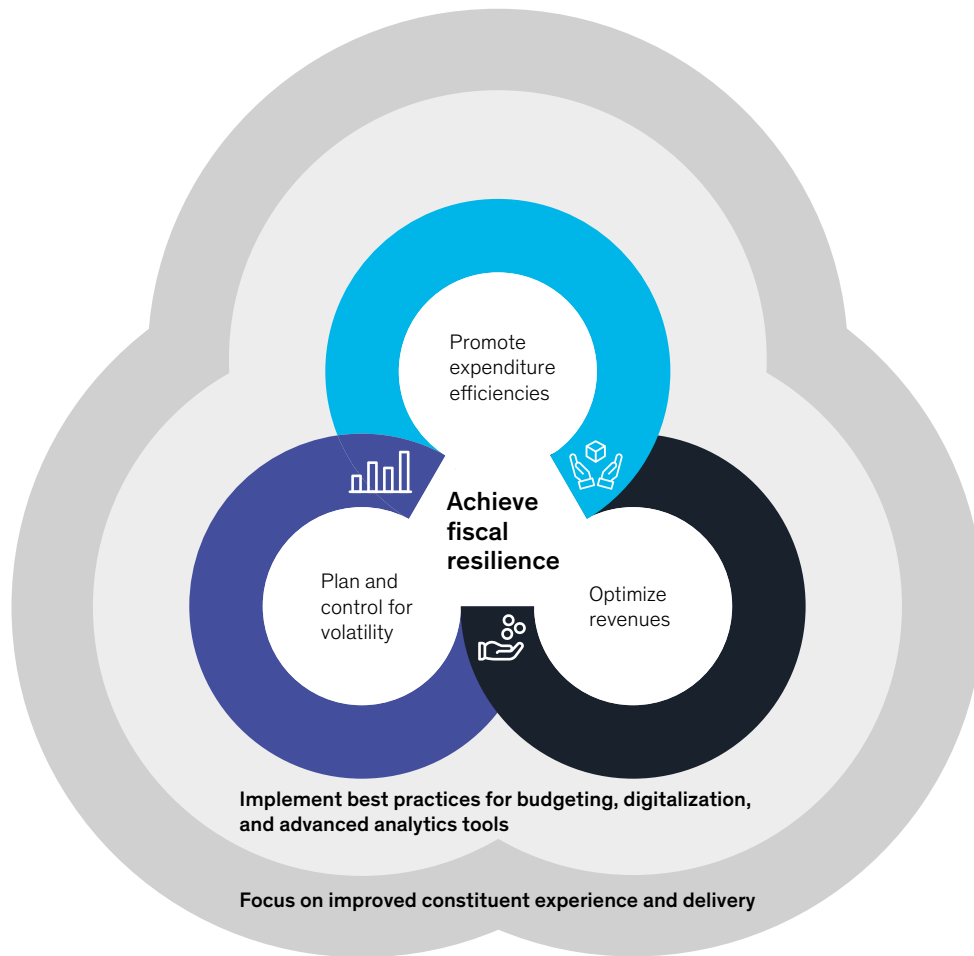 Promote
expenditure
efficiencies
Achieve
fiscal
resilience
Plan and
control for
volatility
Optimize
revenues
Implement best practices for budgeting, digitalization,
and advanced analytics tools
Focus on improved constituent experience and delivery